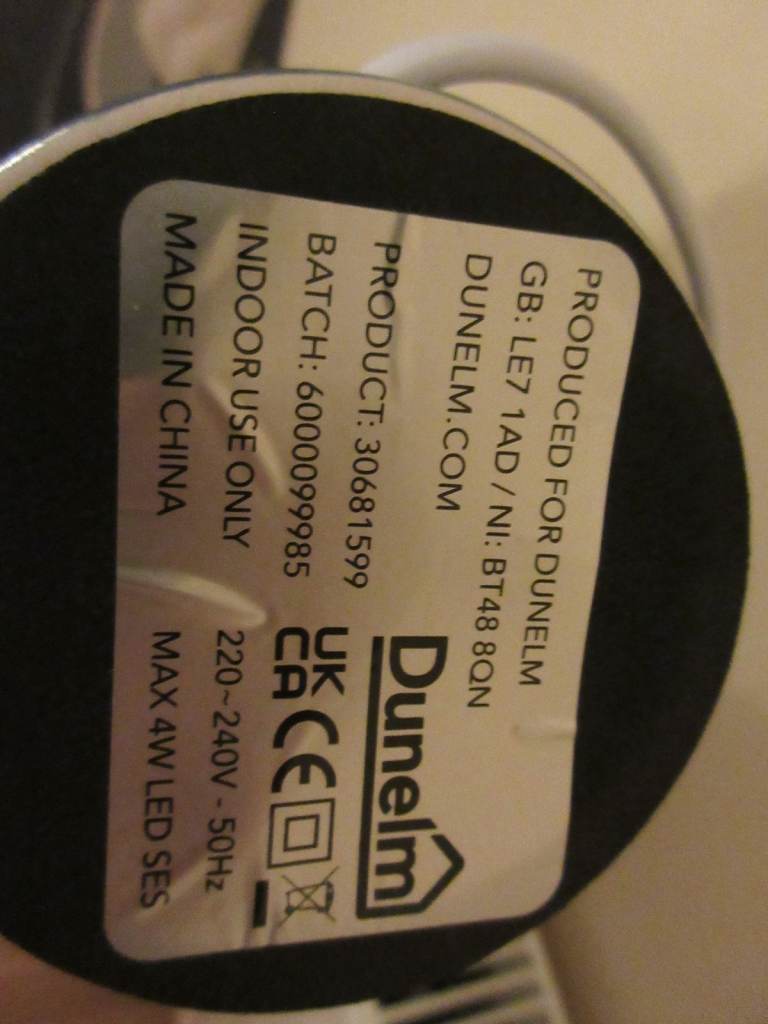 PRODUCED FOR DUNELM
GB: LE7 1AD / NI: BT48 8QN
DUNELM.COM
PRODUCT: 30681599
BATCH: 6000099985
INDOOR USE ONLY
MADE IN CHINA
Dunelm
UK
CA CE
220~240V - 50Hz
MAX 4W LED SES